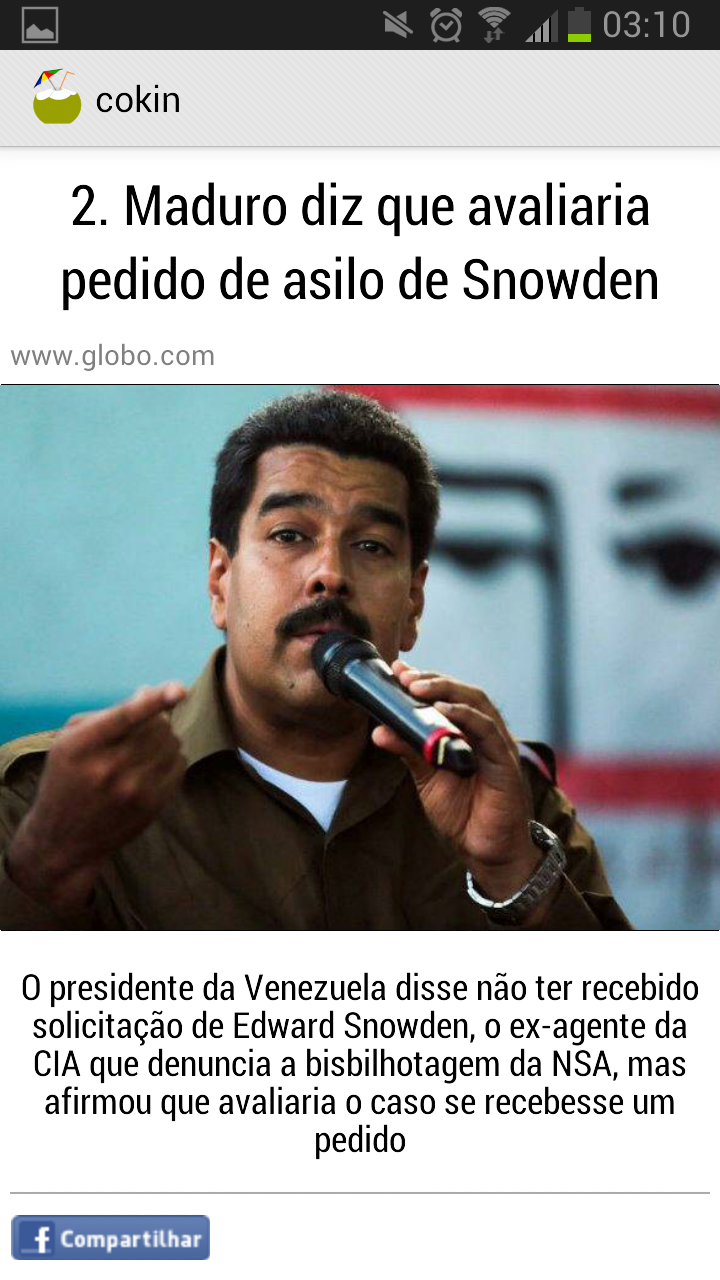 03:10
cokin
2. Maduro diz que avaliaria
pedido de asilo de Snowden
www.globo.com
O presidente da Venezuela disse não ter recebido
solicitação de Edward Snowden, o ex-agente da
CIA que denuncia a bisbilhotagem da NSA, mas
afirmou que avaliaria o caso se recebesse um
pedido
f Compartilhar